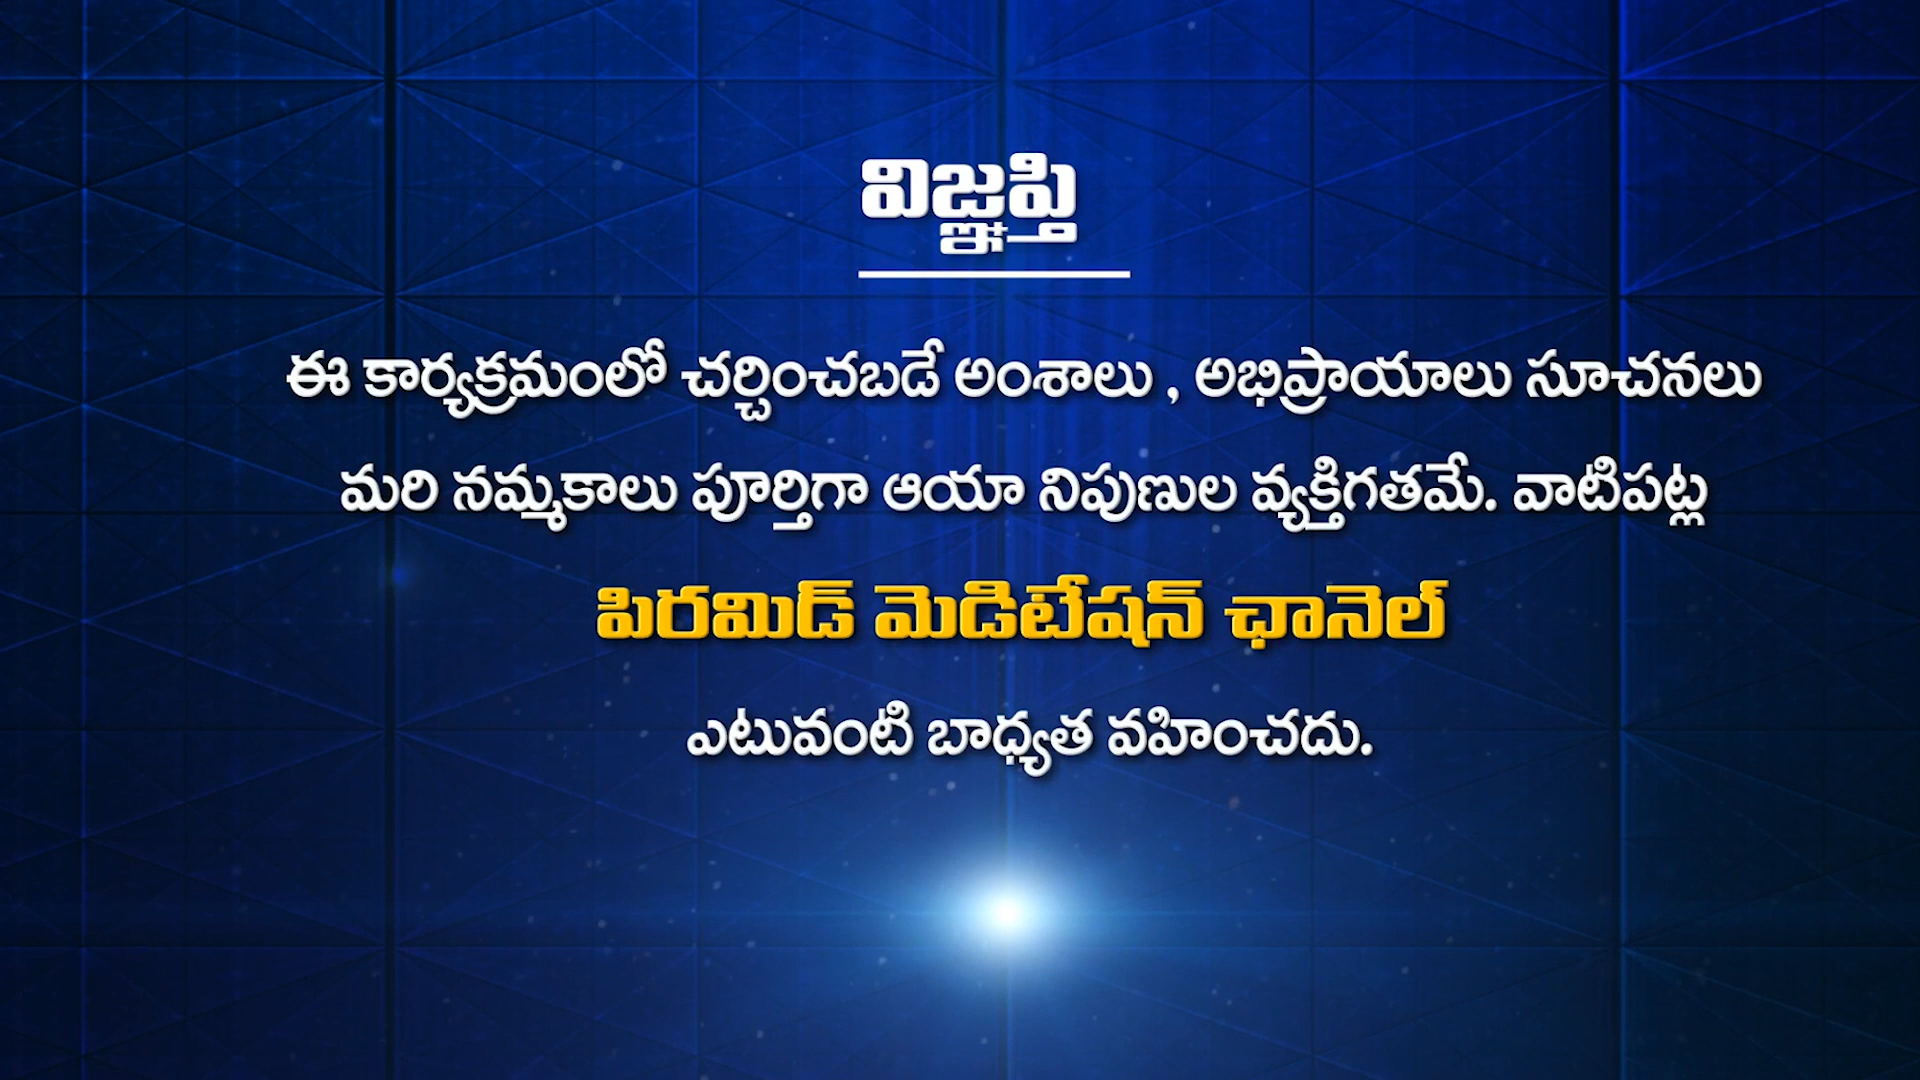 విజ్ఞప్తి
ఈ కార్యక్రమంలో చర్చించబడే అంశాలు , అభిప్రాయాలు సూచనలు
మరి నమ్మకాలు పూర్తిగా ఆయా నిపుణుల వ్యక్తిగతమే. వాటిపట్ల
పిరమిడ్ మెడిటేషన్ ఛానెల్
ఎటువంటి బాధ్యత వహించదు.